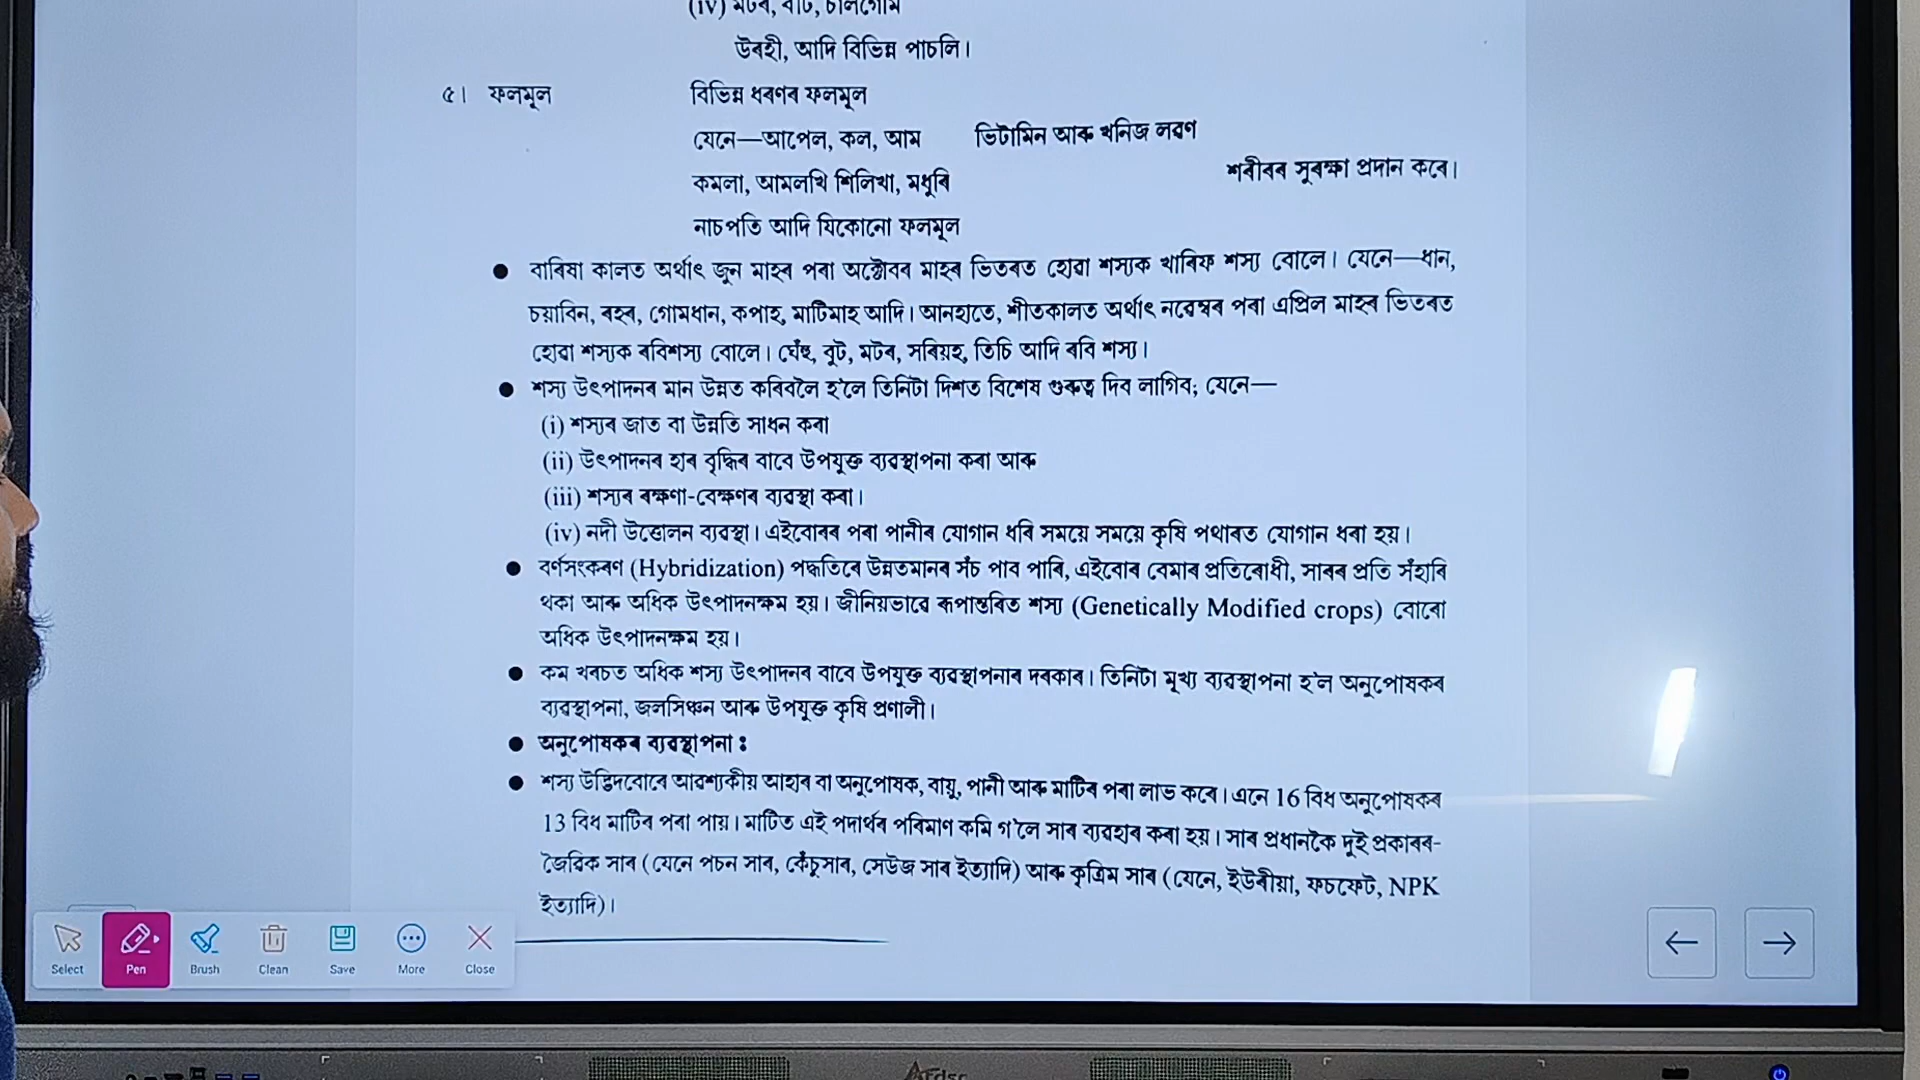 (iv) মটৰ, বীট, চালগোম
উৰহী, আদি বিভিন্ন পাচলি।
৫। ফলমূল বিভিন্ন ধৰণৰ ফলমূল
যেনে—আপেল, কল, আম ভিটামিন আৰু খনিজ লৱণ
শৰীৰৰ সুৰক্ষা প্ৰদান কৰে।
কমলা, আমলখি শিলিখা, মধুৰি
নাচপতি আদি যিকোনো ফলমূল
● বাৰিষা কালত অৰ্থাৎ জুন মাহৰ পৰা অক্টোবৰ মাহৰ ভিতৰত হোৱা শস্যক খাৰিফ শস্য বোলে। যেনে—ধান,
চয়াবিন, ৰহৰ, গোমধান, কপাহ, মাটিমাহ আদি। আনহাতে, শীতকালত অৰ্থাৎ নৱেম্বৰ পৰা এপ্ৰিল মাহৰ ভিতৰত
হোৱা শস্যক ৰবিশস্য বোলে। ঘেঁহু, বুট, মটৰ, সৰিয়হ, তিচি আদি ৰবি শস্য।
● শস্য উৎপাদনৰ মান উন্নত কৰিবলৈ হ'লে তিনিটা দিশত বিশেষ গুৰুত্ব দিব লাগিব; যেনে—
(i) শস্যৰ জাত বা উন্নতি সাধন কৰা
(ii) উৎপাদনৰ হাৰ বৃদ্ধিৰ বাবে উপযুক্ত ব্যৱস্থাপনা কৰা আৰু
(iii) শস্যৰ ৰক্ষণা-বেক্ষণৰ ব্যৱস্থা কৰা।
(iv) নদী উত্তোলন ব্যৱস্থা। এইবোৰৰ পৰা পানীৰ যোগান ধৰি সময়ে সময়ে কৃষি পথাৰত যোগান ধৰা হয়।
● বৰ্ণসংকৰণ (Hybridization) পদ্ধতিৰে উন্নতমানৰ সঁচ পাব পাৰি, এইবোৰ বেমাৰ প্ৰতিৰোধী, সাৰৰ প্ৰতি সঁহাৰি
থকা আৰু অধিক উৎপাদনক্ষম হয়। জীনিয়ভাৱে ৰূপান্তৰিত শস্য (Genetically Modified crops) বোৰো
অধিক উৎপাদনক্ষম হয়।
● কম খৰচত অধিক শস্য উৎপাদনৰ বাবে উপযুক্ত ব্যৱস্থাপনাৰ দৰকাৰ। তিনিটা মূখ্য ব্যৱস্থাপনা হ'ল অনুপোষকৰ
ব্যৱস্থাপনা, জলসিঞ্চন আৰু উপযুক্ত কৃষি প্ৰণালী।
● অনুপোষকৰ ব্যৱস্থাপনা :
● শস্য উদ্ভিদবোৰে আৱশ্যকীয় আহাৰ বা অনুপোষক, বায়ু, পানী আৰু মাটিৰ পৰা লাভ কৰে। এনে 16 বিধ অনুপোষকৰ
13 বিধ মাটিৰ পৰা পায়। মাটিত এই পদাৰ্থৰ পৰিমাণ কমি গ'লে সাৰ ব্যৱহাৰ কৰা হয়। সাৰ প্ৰধানকৈ দুই প্ৰকাৰৰ-
জৈৱিক সাৰ (যেনে পচন সাৰ, কেঁচুসাৰ, সেউজ সাৰ ইত্যাদি) আৰু কৃত্ৰিম সাৰ (যেনে, ইউৰীয়া, ফচফেট, NPK
ইত্যাদি)।
Select Pen Brush Clean Save More Close